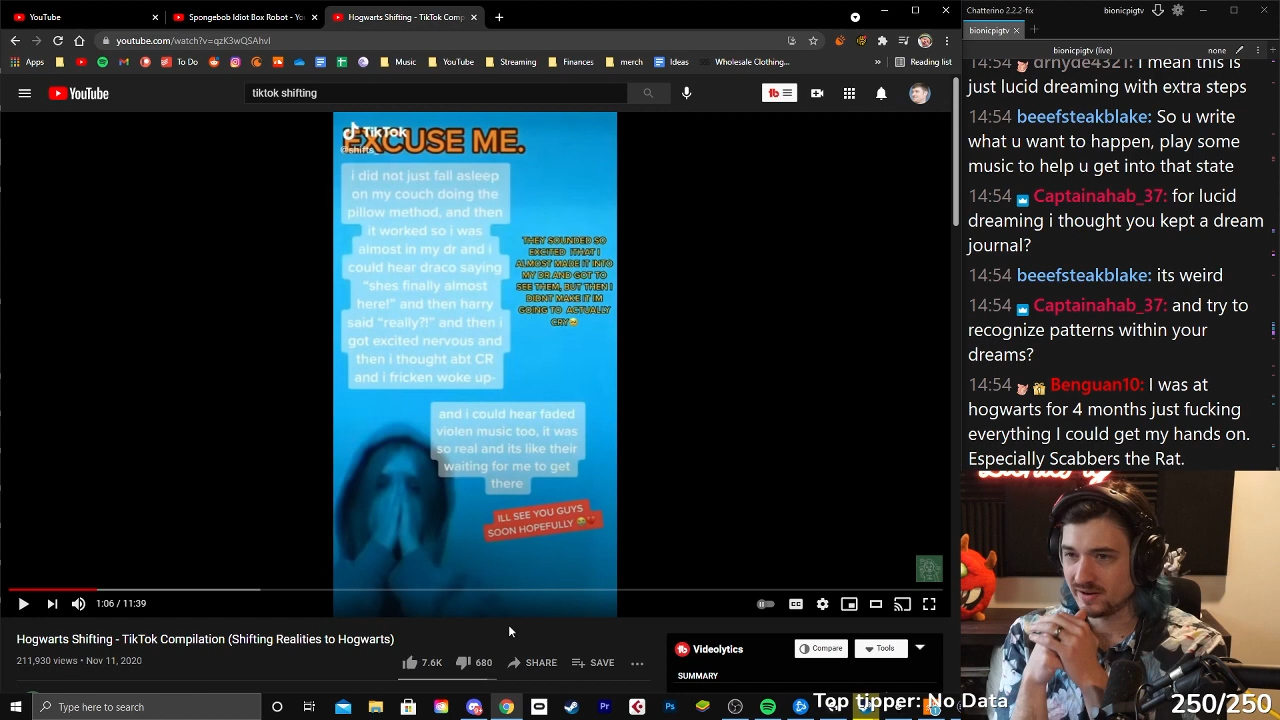 YouTube
Spongebob Idiot Box Robot - Yo
Hogwarts Shifting - TikTok Comp
youtube.com/watch?v=qzK3wQSAhvI
Apps
To Do
Music
YouTube
Streaming
Finances
merch
Ideas
Wholesale Clothing...
Reading list
YouTube
tiktok shifting
TikTok
EXCUSE ME.
i did not just fall asleep
on my couch doing the
pillow method, and then
it worked so i was
almost in my dr and i
could hear draco saying
"shes finally almost
here!" and then harry
said "really?!" and then i
got excited nervous and
then i thought abt CR
and i fricken woke up-
THEY SOUNDED SO
EXCITED ITHAT I
ALMOST MADE IT INTO
MY DR AND GOT TO
SEE THEM, BUT THEN I
DIDNT MAKE IT IM
GOING TO ACTUALLY
CRY
and i could hear faded
violen music too, it was
so real and its like their
waiting for me to get
there
ILL SEE YOU GUYS
SOON HOPEFULLY
1:06 / 11:39
Hogwarts Shifting - TikTok Compilation (Shifting Realities to Hogwarts)
211,930 views • Nov 11, 2020
7.6K
680
SHARE
SAVE
Videolytics
Compare
Tools
SUMMARY
Type here to search
Chatterino 2.2.2-fix
bionicpigtv
bionicpigtv
bionicpigtv (live)
none
14:54 drhyde4321: I mean this is
just lucid dreaming with extra steps
14:54 beeefsteakblake: So u write
what u want to happen, play some
music to help u get into that state
14:54 Captainahab_37: for lucid
dreaming i thought you kept a dream
journal?
14:54 beeefsteakblake: its weird
14:54 Captainahab_37: and try to
recognize patterns within your
dreams?
14:54 Benguan10: I was at
hogwarts for 4 months just fucking
everything I could get my hands on.
Especially Scabbers the Rat.
Top tipper: No Data
250/250